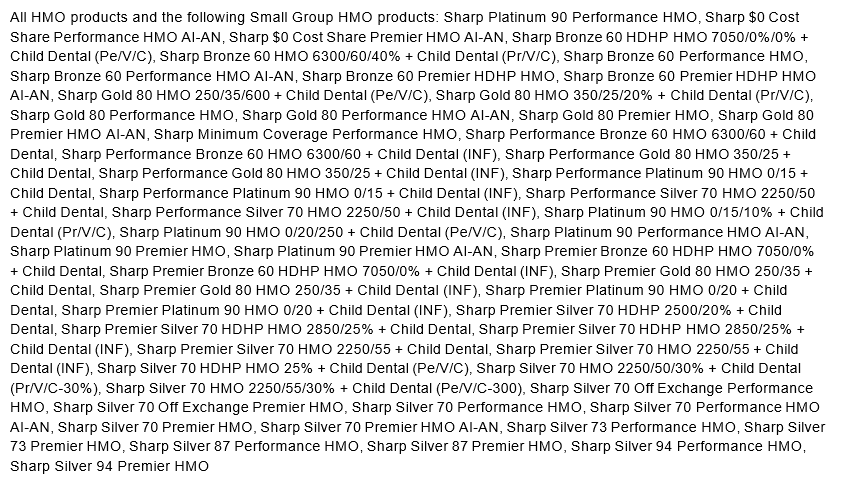 All HMO products and the following Small Group HMO products: Sharp Platinum 90 Performance HMO, Sharp $0 Cost
Share Performance HMO AI-AN, Sharp $0 Cost Share Premier HMO AI-AN, Sharp Bronze 60 HDHP HMO 7050/0%/0% +
Child Dental (Pe/V/C), Sharp Bronze 60 HMO 6300/60/40% + Child Dental (Pr/V/C), Sharp Bronze 60 Performance HMO,
Sharp Bronze 60 Performance HMO AI-AN, Sharp Bronze 60 Premier HDHP HMO, Sharp Bronze 60 Premier HDHP HMO
AI-AN, Sharp Gold 80 HMO 250/35/600 + Child Dental (Pe/V/C), Sharp Gold 80 HMO 350/25/20% + Child Dental (Pr/V/C),
Sharp Gold 80 Performance HMO, Sharp Gold 80 Performance HMO AI-AN, Sharp Gold 80 Premier HMO, Sharp Gold 80
Premier HMO AI-AN, Sharp Minimum Coverage Performance HMO, Sharp Performance Bronze 60 HMO 6300/60 + Child
Dental, Sharp Performance Bronze 60 HMO 6300/60 + Child Dental (INF), Sharp Performance Gold 80 HMO 350/25 +
Child Dental, Sharp Performance Gold 80 HMO 350/25 + Child Dental (INF), Sharp Performance Platinum 90 HMO 0/15 +
Child Dental, Sharp Performance Platinum 90 HMO 0/15 + Child Dental (INF), Sharp Performance Silver 70 HMO 2250/50
+ Child Dental, Sharp Performance Silver 70 HMO 2250/50 + Child Dental (INF), Sharp Platinum 90 HMO 0/15/10% + Child
Dental (Pr/V/C), Sharp Platinum 90 HMO 0/20/250 + Child Dental (Pe/V/C), Sharp Platinum 90 Performance HMO AI-AN,
Sharp Platinum 90 Premier HMO, Sharp Platinum 90 Premier HMO AI-AN, Sharp Premier Bronze 60 HDHP HMO 7050/0%
+ Child Dental, Sharp Premier Bronze 60 HDHP HMO 7050/0% + Child Dental (INF), Sharp Premier Gold 80 HMO 250/35 +
Child Dental, Sharp Premier Gold 80 HMO 250/35 + Child Dental (INF), Sharp Premier Platinum 90 HMO 0/20 + Child
Dental, Sharp Premier Platinum 90 HMO 0/20 + Child Dental (INF), Sharp Premier Silver 70 HDHP 2500/20% + Child
Dental, Sharp Premier Silver 70 HDHP HMO 2850/25% + Child Dental, Sharp Premier Silver 70 HDHP HMO 2850/25% +
Child Dental (INF), Sharp Premier Silver 70 HMO 2250/55 + Child Dental, Sharp Premier Silver 70 HMO 2250/55 + Child
Dental (INF), Sharp Silver 70 HDHP HMO 25% + Child Dental (Pe/V/C), Sharp Silver 70 HMO 2250/50/30% + Child Dental
(Pr/V/C-30%), Sharp Silver 70 HMO 2250/55/30% + Child Dental (Pe/V/C-300), Sharp Silver 70 Off Exchange Performance
HMO, Sharp Silver 70 Off Exchange Premier HMO, Sharp Silver 70 Performance HMO, Sharp Silver 70 Performance HMO
AI-AN, Sharp Silver 70 Premier HMO, Sharp Silver 70 Premier HMO AI-AN, Sharp Silver 73 Performance HMO, Sharp Silver
73 Premier HMO, Sharp Silver 87 Performance HMO, Sharp Silver 87 Premier HMO, Sharp Silver 94 Performance HMO,
Sharp Silver 94 Premier HMO